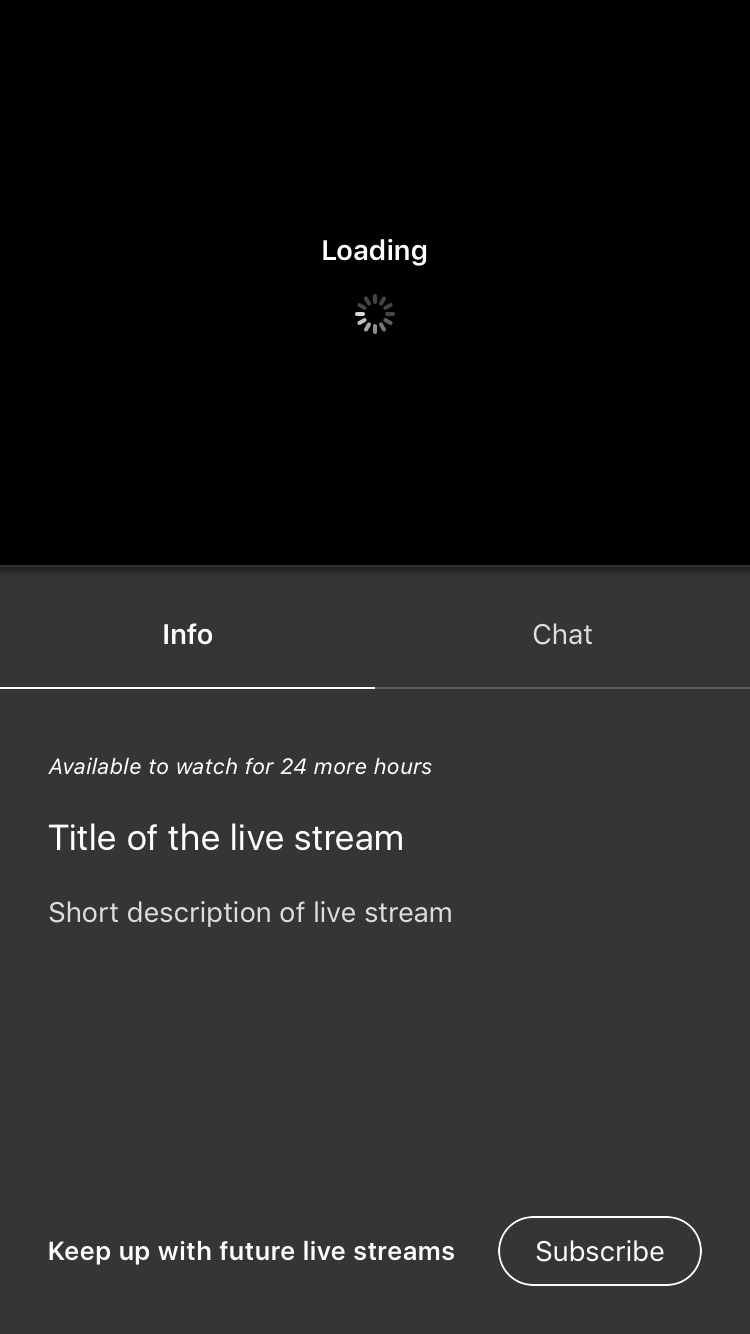 Loading
Info
Chat
Available to watch for 24 more hours
Title of the live stream
Short description of live stream
Keep up with future live streams
Subscribe